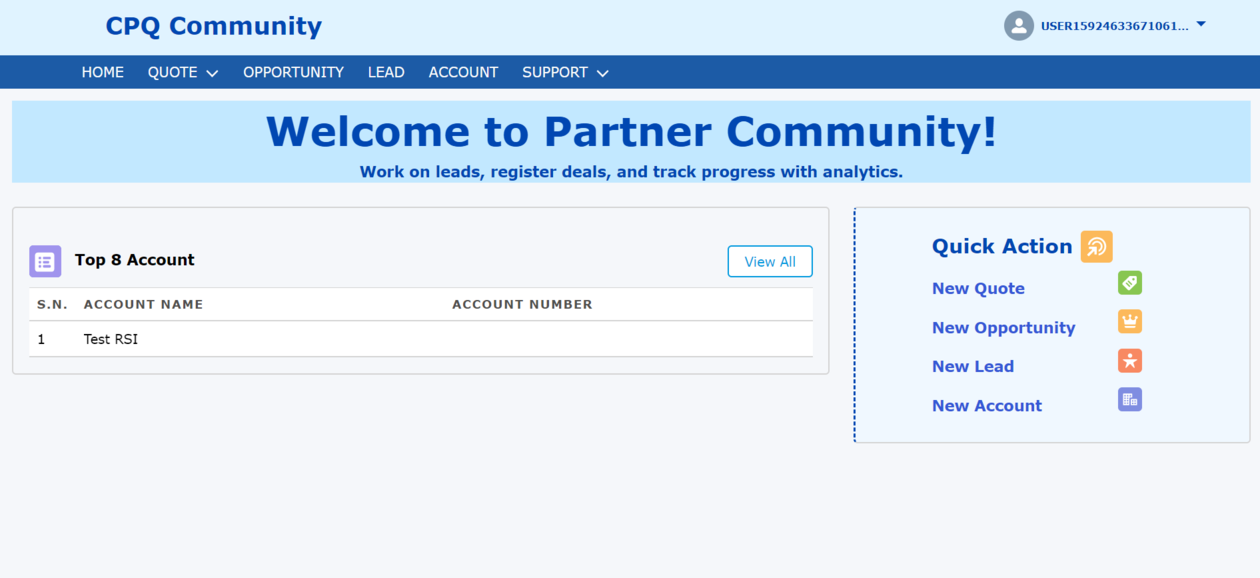 CPQ Community
USER15924633671061...
HOME QUOTE OPPORTUNITY LEAD ACCOUNT SUPPORT
Welcome to Partner Community!
Work on leads, register deals, and track progress with analytics.
Top 8 Account
View All
S.N. ACCOUNT NAME ACCOUNT NUMBER
1 Test RSI
Quick Action
New Quote
New Opportunity
New Lead
New Account